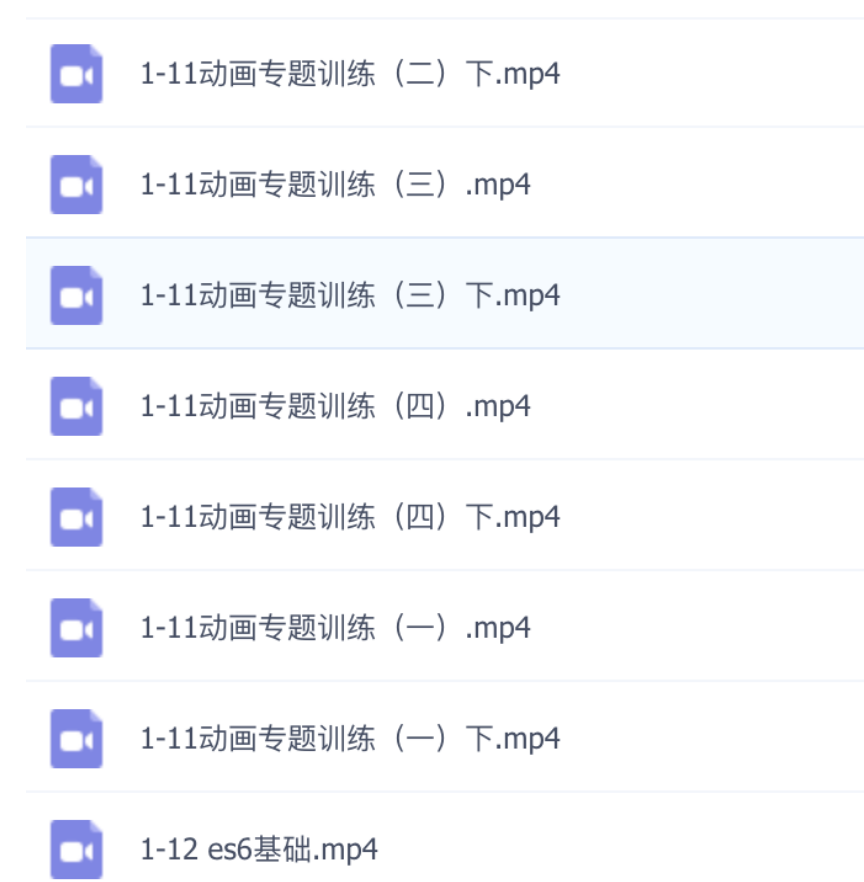 1-11动画专题训练（二）下.mp4
1-11动画专题训练（三）.mp4
1-11动画专题训练（三）下.mp4
1-11动画专题训练（四）.mp4
1-11动画专题训练（四）下.mp4
1-11动画专题训练（一）.mp4
1-11动画专题训练（一）下.mp4
1-12 es6基础.mp4